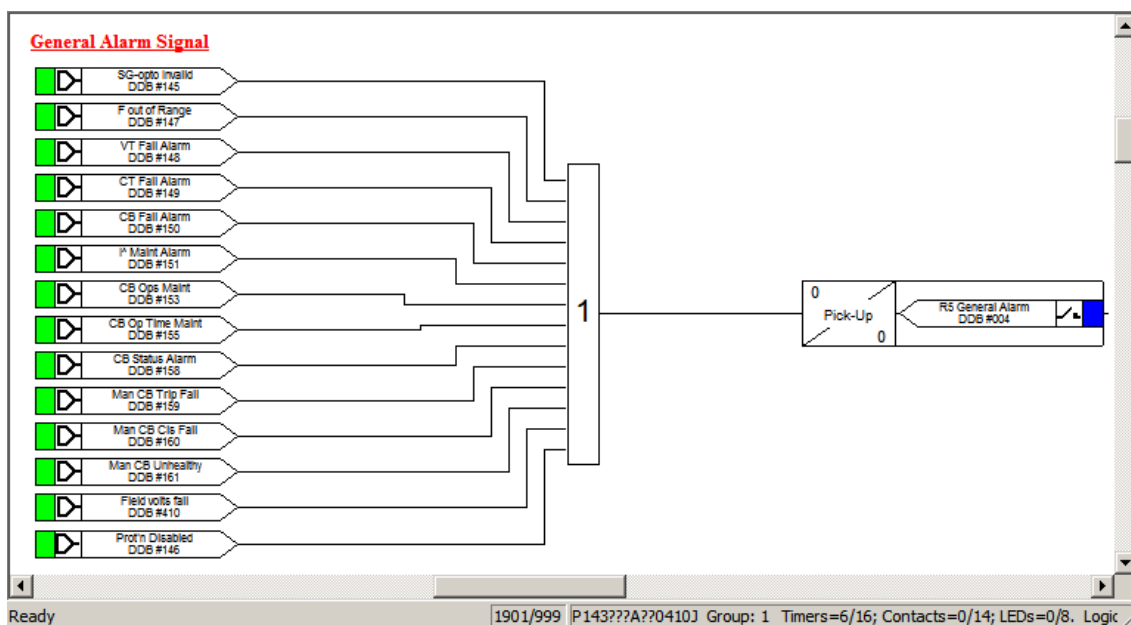 General Alarm Signal
SG-opto Invalid
DDB #145
F out of Range
DDB #147
VT Fail Alarm
DDB #148
CT Fail Alarm
DDB #149
CB Fail Alarm
DDB #150
I^ Maint Alarm
DDB #151
CB Ops Maint
DDB #153
CB Op Time Maint
DDB #155
CB Status Alarm
DDB #158
Man CB Trip Fail
DDB #159
Man CB Cls Fail
DDB #160
Man CB Unhealthy
DDB #161
Field volts fail
DDB #410
Prot'n Disabled
DDB #146
1
0
Pick-Up
0
R5 General Alarm
DDB #004
Ready
1901/999
P143???A??0410J Group: 1 Timers=6/16; Contacts=0/14; LEDs=0/8. Logic